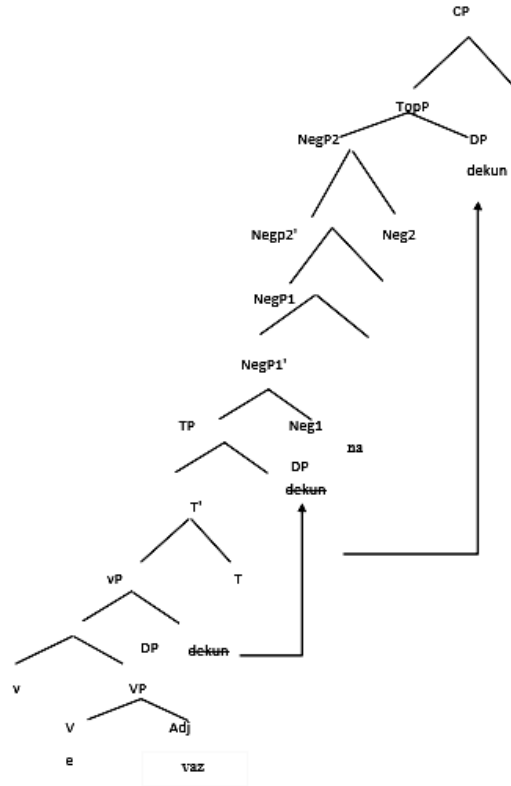 CP
TopP
NegP2 DP
dekun
Negp2' Neg2
NegP1
NegP1'
TP Neg1
na
DP
dekun
T'
vP T
DP dekun
v VP
V Adj
e vaz